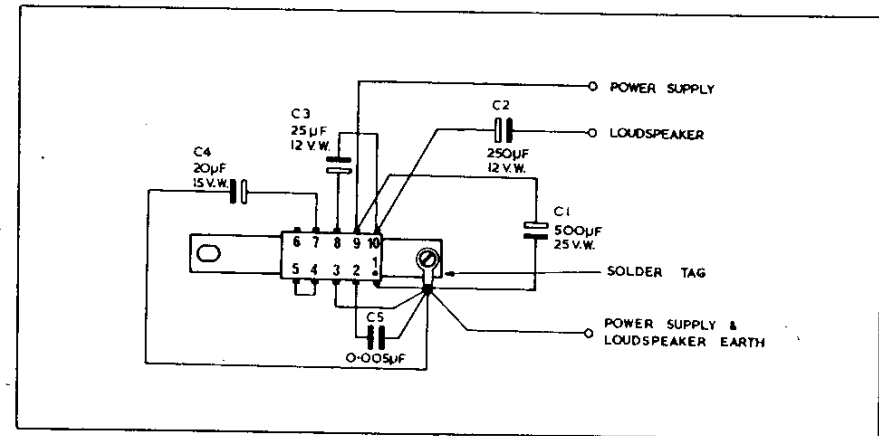 POWER SUPPLY
C2
C3
25µF
12 V.W.
LOUDSPEAKER
250µF
12 V.W.
C4
20µF
15 V.W.
C1
500µF
25 V.W.
6 7 8 9 10
1
5 4 3 2
SOLDER TAG
C5
0·005µF
POWER SUPPLY &
LOUDSPEAKER EARTH